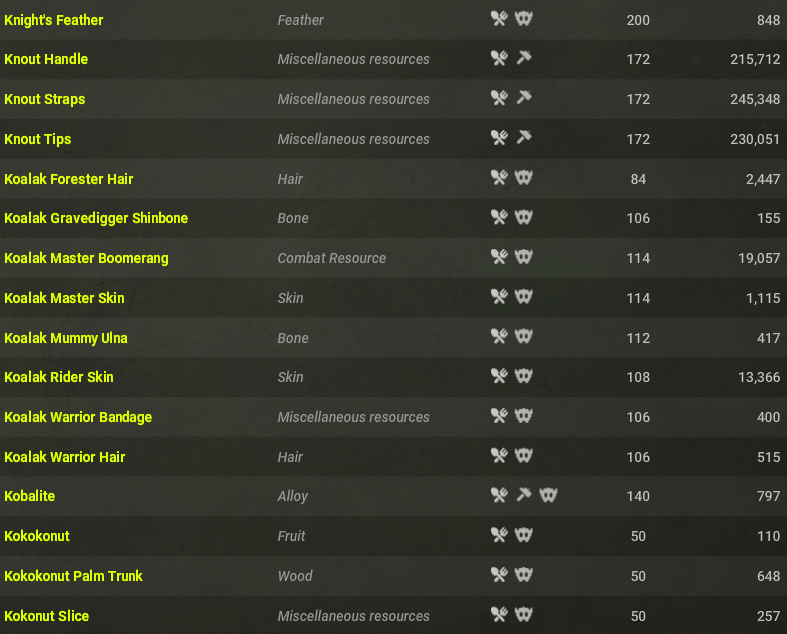 Knight's Feather Feather 200 848
Knout Handle Miscellaneous resources 172 215,712
Knout Straps Miscellaneous resources 172 245,348
Knout Tips Miscellaneous resources 172 230,051
Koalak Forester Hair Hair 84 2,447
Koalak Gravedigger Shinbone Bone 106 155
Koalak Master Boomerang Combat Resource 114 19,057
Koalak Master Skin Skin 114 1,115
Koalak Mummy Ulna Bone 112 417
Koalak Rider Skin Skin 108 13,366
Koalak Warrior Bandage Miscellaneous resources 106 400
Koalak Warrior Hair Hair 106 515
Kobalite Alloy 140 797
Kokokonut Fruit 50 110
Kokokonut Palm Trunk Wood 50 648
Kokonut Slice Miscellaneous resources 50 257